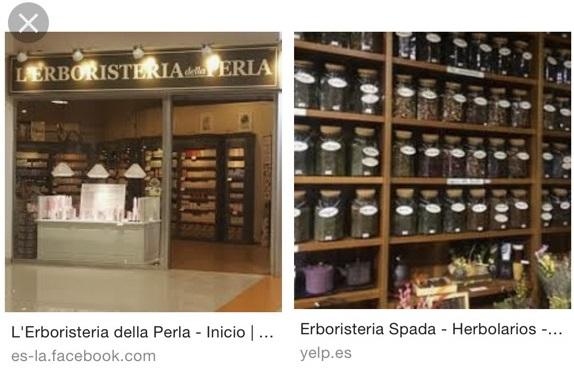 L'ERBORISTERIA della PERLA
L'Erboristeria della Perla - Inicio | ...
es-la.facebook.com
Erboristeria Spada - Herbolarios -...
yelp.es